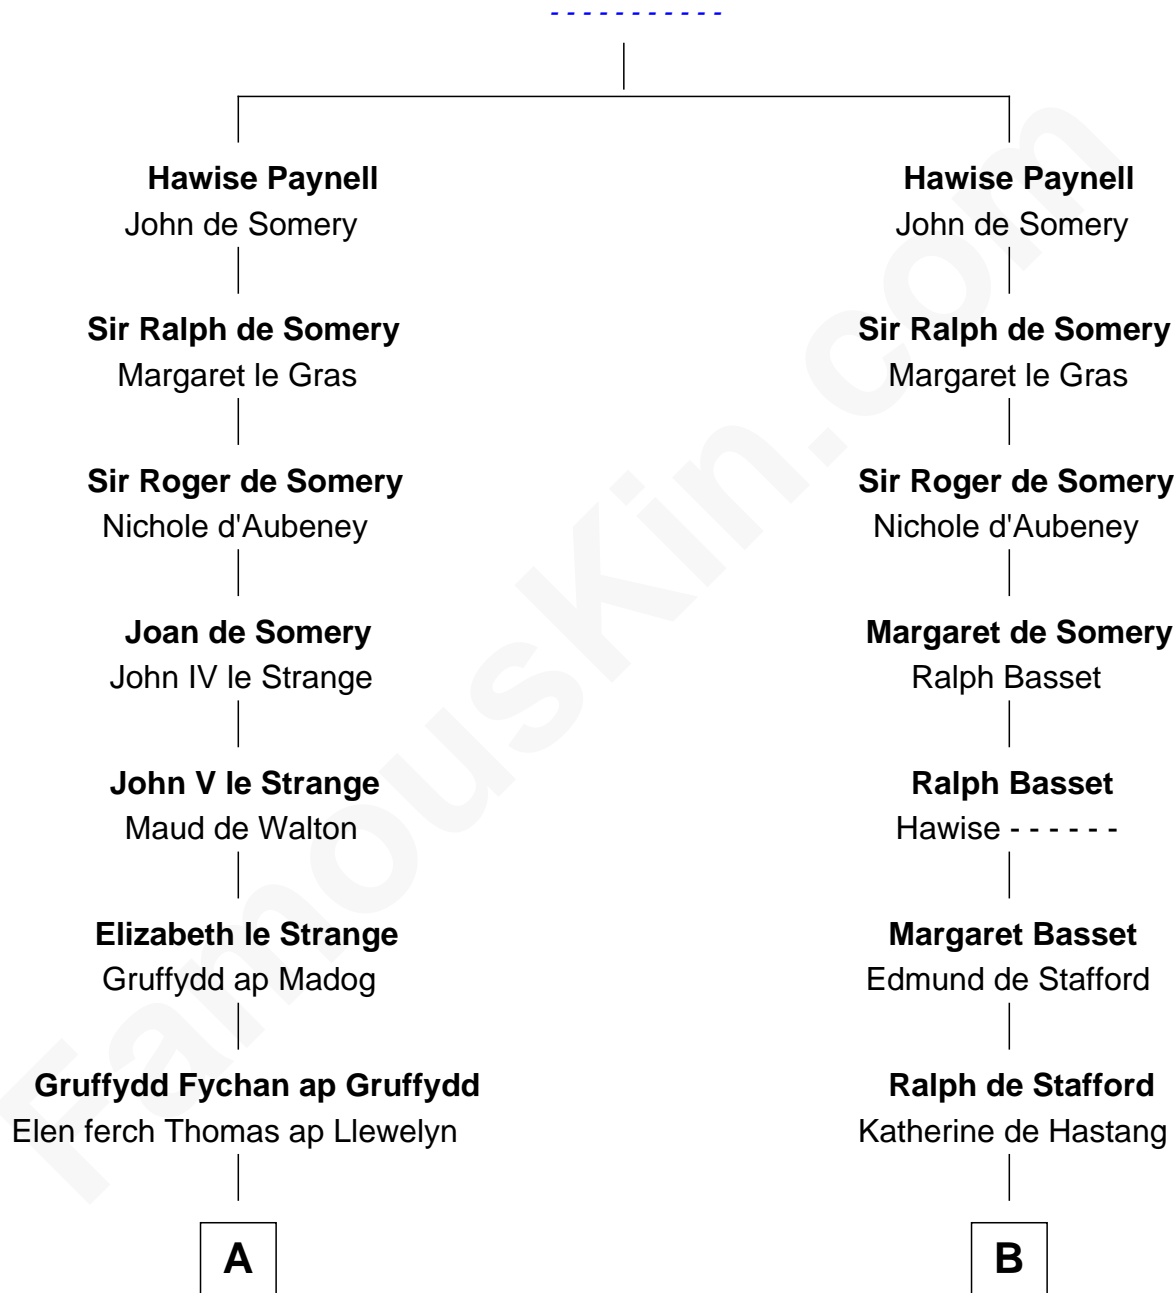 - - - - - - - - - - -
Hawise Paynell
John de Somery
Sir Ralph de Somery
Margaret le Gras
Sir Roger de Somery
Nichole d'Aubeney
Joan de Somery
John IV le Strange
John V le Strange
Maud de Walton
Elizabeth le Strange
Gruffydd ap Madog
Gruffydd Fychan ap Gruffydd
Elen ferch Thomas ap Llewelyn
A
Hawise Paynell
John de Somery
Sir Ralph de Somery
Margaret le Gras
Sir Roger de Somery
Nichole d'Aubeney
Margaret de Somery
Ralph Basset
Ralph Basset
Hawise - - - - - -
Margaret Basset
Edmund de Stafford
Ralph de Stafford
Katherine de Hastang
B
FamousKin.com